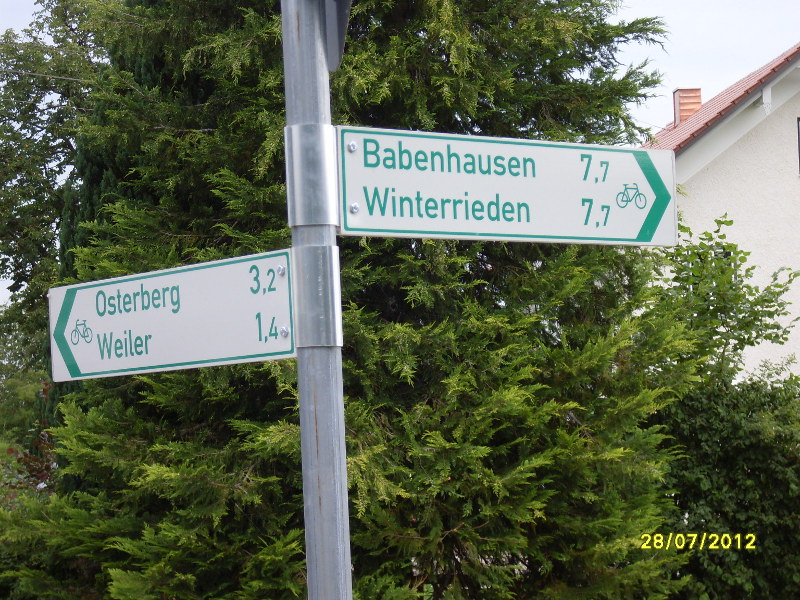 Babenhausen 7,7
Winterrieden 7,7
Osterberg 3,2
Weiler 1,4
28/07/2012